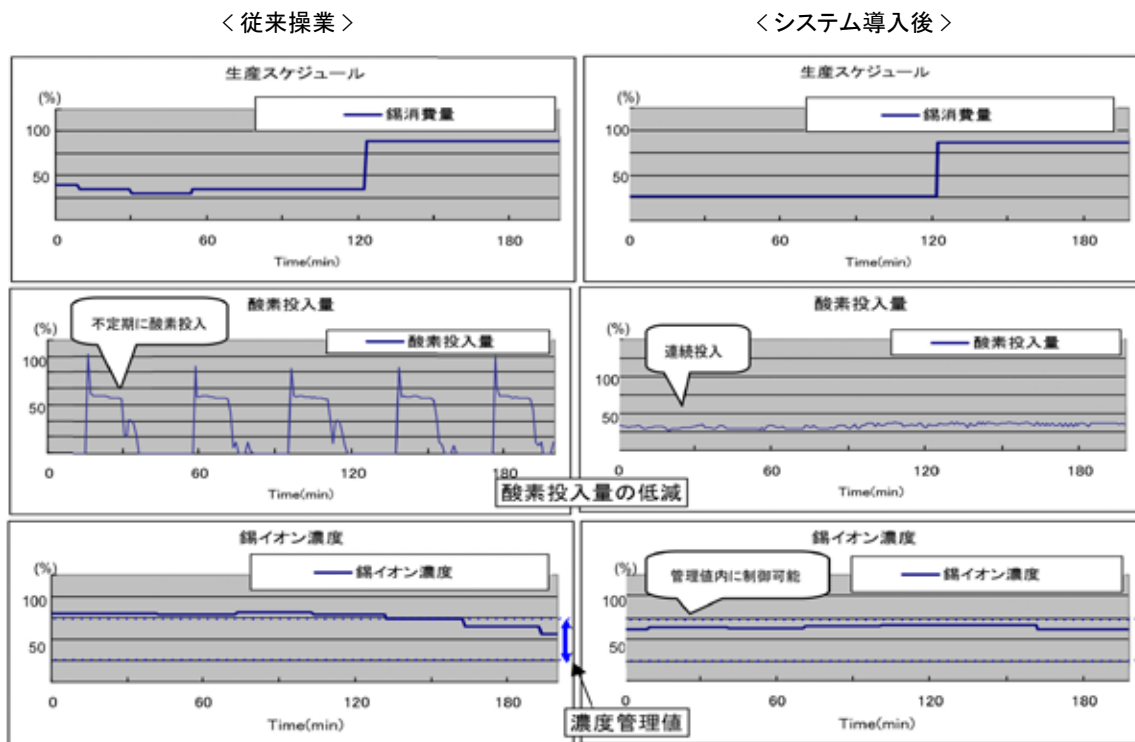 <従来操業>
<システム導入後>
生産スケジュール
(%)
錫消費量
100
50
0 60 120 180
Time(min)
生産スケジュール
(%)
錫消費量
100
50
0 60 120 180
Time(min)
酸素投入量
不定期に酸素投入
(%)
酸素投入量
100
50
0 60 120 180
Time(min)
酸素投入量
(%)
連続投入
酸素投入量
100
50
0 60 120 180
Time(min)
酸素投入量の低減
錫イオン濃度
(%)
錫イオン濃度
100
50
0 60 120 180
Time(min)
錫イオン濃度
(%)
管理値内に制御可能
錫イオン濃度
100
50
0 60 120 180
Time(min)
濃度管理値